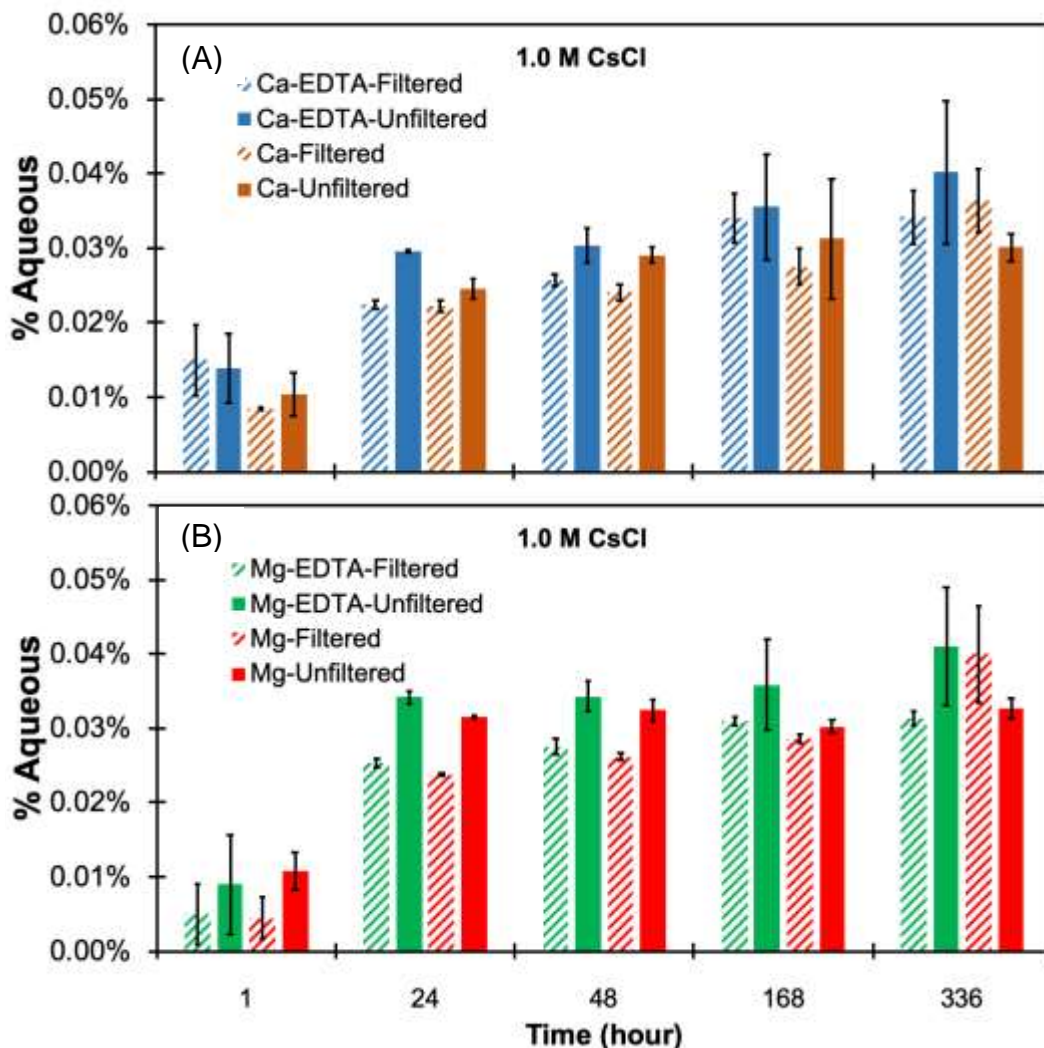 0.06%
(A)
1.0 M CsCl
Ca-EDTA-Filtered
0.05%
Ca-EDTA-Unfiltered
Ca-Filtered
0.04%
Ca-Unfiltered
0.03%
% Aqueous
0.02%
0.01%
0.00%
0.06%
(B)
1.0 M CsCl
Mg-EDTA-Filtered
0.05%
Mg-EDTA-Unfiltered
Mg-Filtered
0.04%
Mg-Unfiltered
0.03%
% Aqueous
0.02%
0.01%
0.00%
1 24 48 168 336
Time (hour)